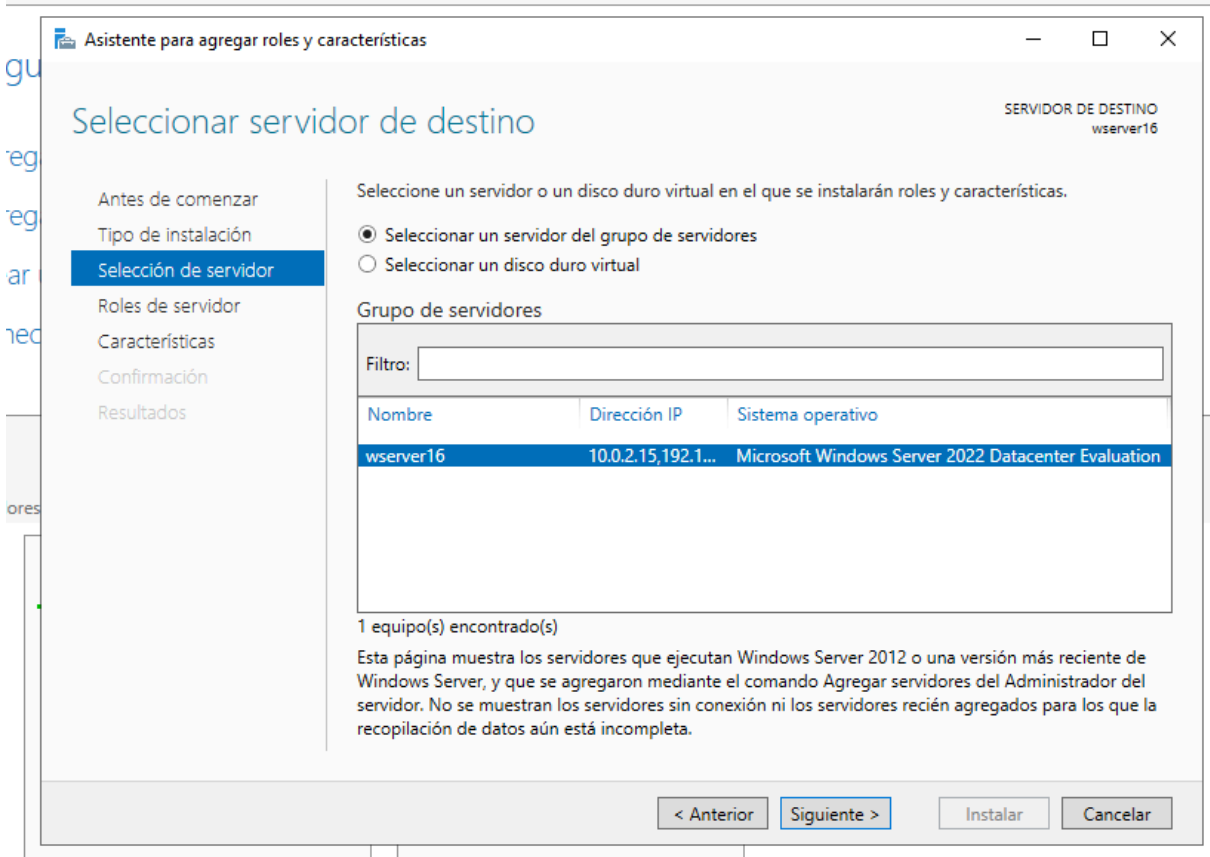 Asistente para agregar roles y características
Seleccionar servidor de destino
SERVIDOR DE DESTINO
wserver16
Antes de comenzar
Tipo de instalación
Selección de servidor
Roles de servidor
Características
Confirmación
Resultados
Seleccione un servidor o un disco duro virtual en el que se instalarán roles y características.
Seleccionar un servidor del grupo de servidores
Seleccionar un disco duro virtual
Grupo de servidores
Filtro:
Nombre Dirección IP Sistema operativo
wserver16 10.0.2.15,192.1... Microsoft Windows Server 2022 Datacenter Evaluation
1 equipo(s) encontrado(s)
Esta página muestra los servidores que ejecutan Windows Server 2012 o una versión más reciente de
Windows Server, y que se agregaron mediante el comando Agregar servidores del Administrador del
servidor. No se muestran los servidores sin conexión ni los servidores recién agregados para los que la
recopilación de datos aún está incompleta.
< Anterior
Siguiente >
Instalar
Cancelar